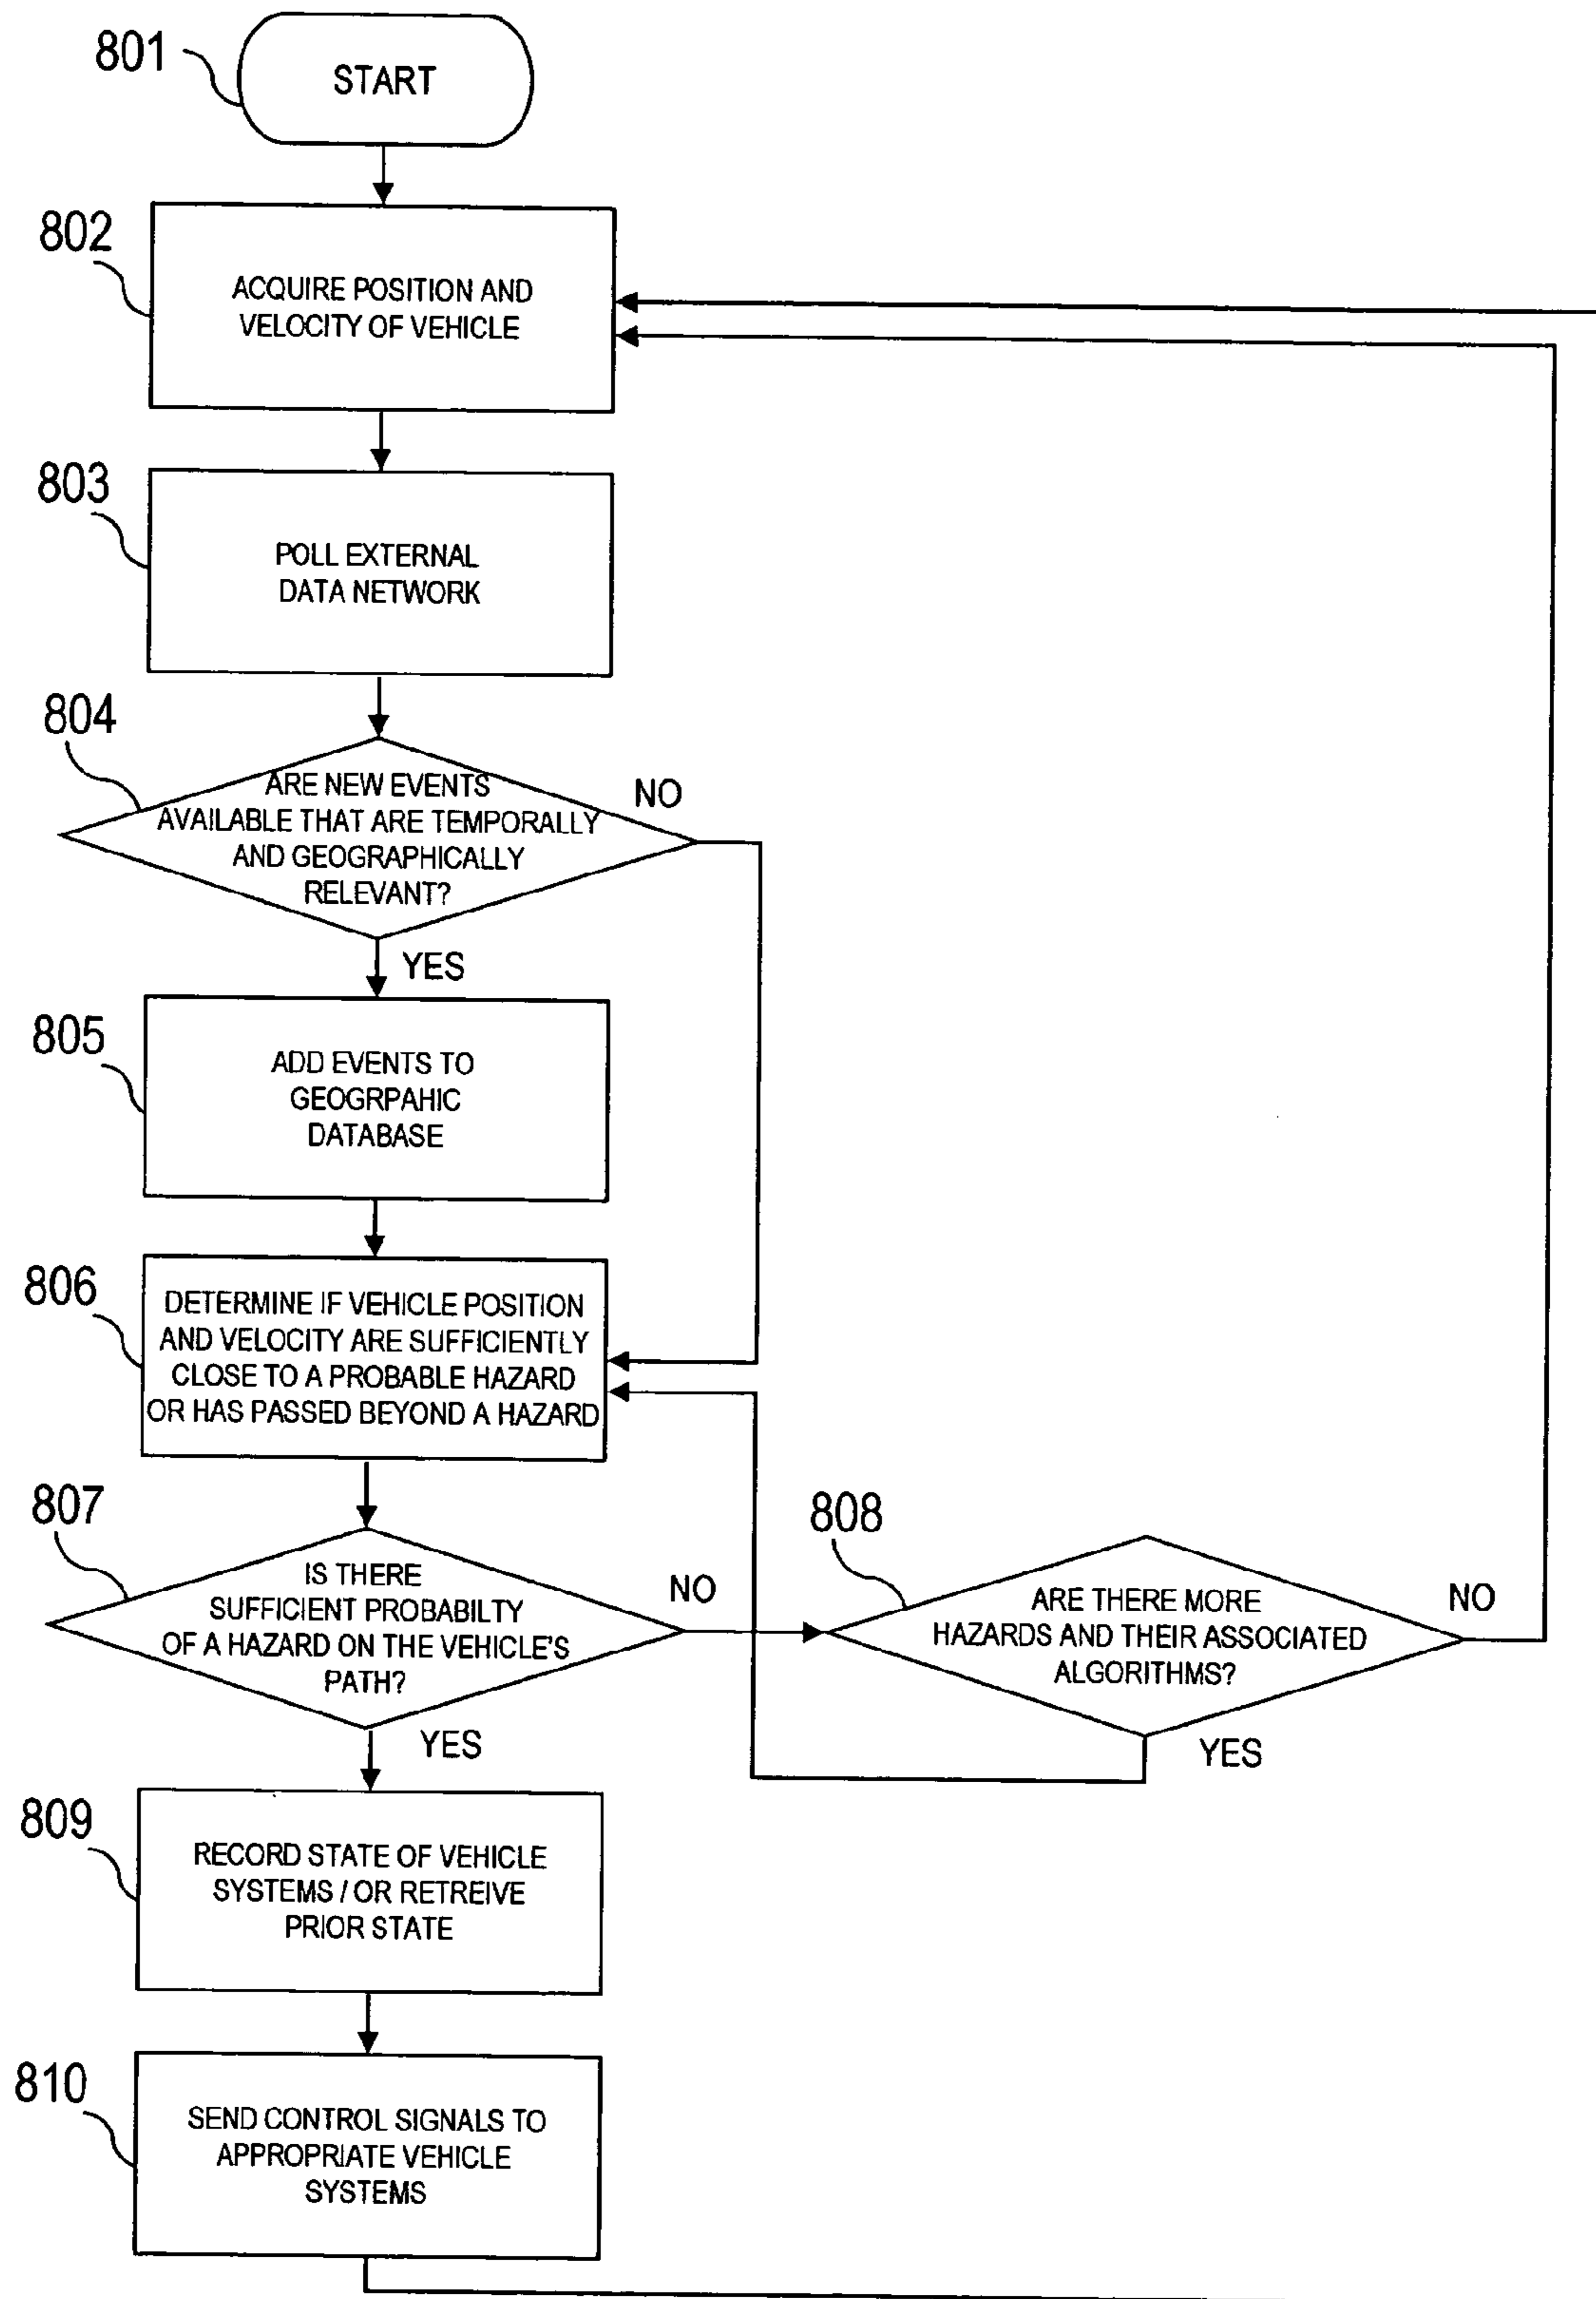 801
START
802
ACQUIRE POSITION AND
VELOCITY OF VEHICLE
803
POLL EXTERNAL
DATA NETWORK
804
ARE NEW EVENTS
AVAILABLE THAT ARE TEMPORALLY
AND GEOGRAPHICALLY
RELEVANT?
NO
YES
805
ADD EVENTS TO
GEOGRPAHIC
DATABASE
806
DETERMINE IF VEHICLE POSITION
AND VELOCITY ARE SUFFICIENTLY
CLOSE TO A PROBABLE HAZARD
OR HAS PASSED BEYOND A HAZARD
807
IS THERE
SUFFICIENT PROBABILTY
OF A HAZARD ON THE VEHICLE'S
PATH?
NO
YES
808
ARE THERE MORE
HAZARDS AND THEIR ASSOCIATED
ALGORITHMS?
NO
YES
809
RECORD STATE OF VEHICLE
SYSTEMS / OR RETREIVE
PRIOR STATE
810
SEND CONTROL SIGNALS TO
APPROPRIATE VEHICLE
SYSTEMS